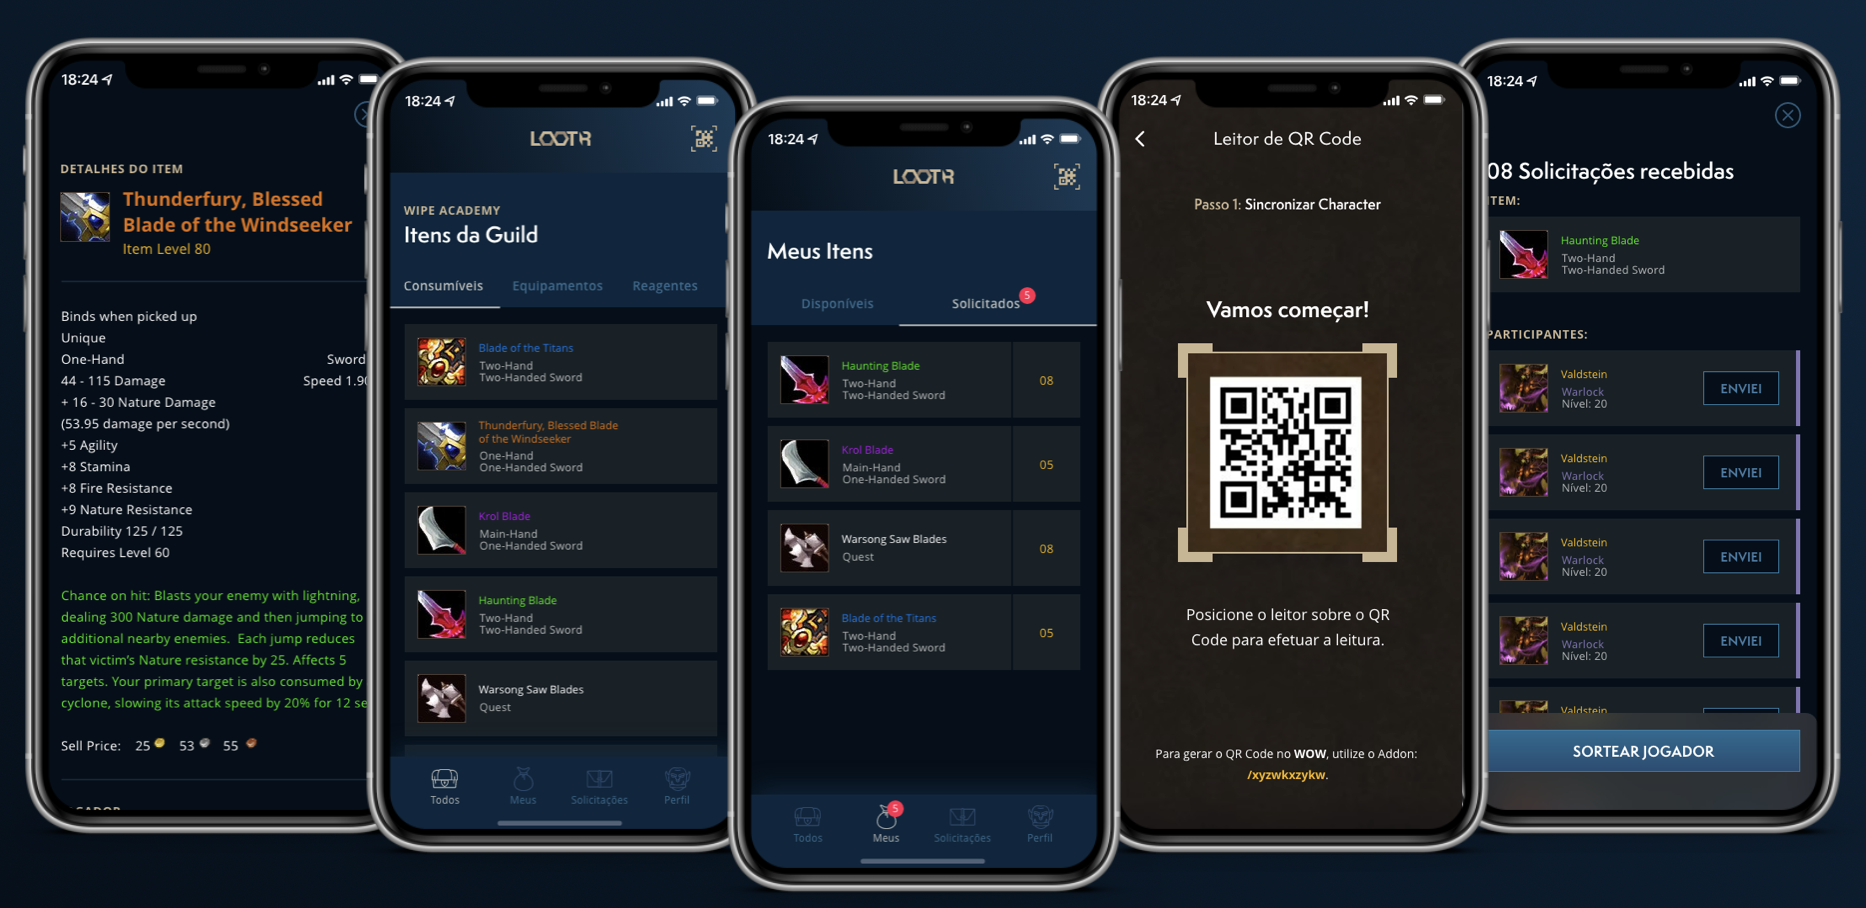 18:24
DETALHES DO ITEM
Thunderfury, Blessed
Blade of the Windseeker
Item Level 80
Binds when picked up
Unique
One-Hand Sword
44 - 115 Damage Speed 1.90
+ 16 - 30 Nature Damage
(53.95 damage per second)
+5 Agility
+8 Stamina
+8 Fire Resistance
+9 Nature Resistance
Durability 125 / 125
Requires Level 60
Chance on hit: Blasts your enemy with lightning,
dealing 300 Nature damage and then jumping to
additional nearby enemies. Each jump reduces
that victim's Nature resistance by 25. Affects 5
targets. Your primary target is also consumed by
cyclone, slowing its attack speed by 20% for 12 se
Sell Price: 25 53 55
18:24
LOOTR
WIPE ACADEMY
Itens da Guild
Consumíveis Equipamentos Reagentes
Blade of the Titans
Two-Hand
Two-Handed Sword
Thunderfury, Blessed Blade
of the Windseeker
One-Hand
One-Handed Sword
Krol Blade
Main-Hand
One-Handed Sword
Haunting Blade
Two-Hand
Two-Handed Sword
Warsong Saw Blades
Quest
Todos Meus Solicitações Perfil
18:24
LOOTR
Meus Itens
Disponíveis Solicitados 5
Haunting Blade
Two-Hand
Two-Handed Sword
08
Krol Blade
Main-Hand
One-Handed Sword
05
Warsong Saw Blades
Quest
08
Blade of the Titans
Two-Hand
Two-Handed Sword
05
5
Todos Meus Solicitações Perfil
18:24
Leitor de QR Code
Passo 1: Sincronizar Character
Vamos começar!
Posicione o leitor sobre o QR
Code para efetuar a leitura.
Para gerar o QR Code no WOW, utilize o Addon:
/xyzwkxzykw.
18:24
08 Solicitações recebidas
ITEM:
Haunting Blade
Two-Hand
Two-Handed Sword
PARTICIPANTES:
Valdstein
Warlock
Nível: 20
ENVIEI
Valdstein
Warlock
Nível: 20
ENVIEI
Valdstein
Warlock
Nível: 20
ENVIEI
Valdstein
Warlock
Nível: 20
ENVIEI
Valdstein
SORTEAR JOGADOR